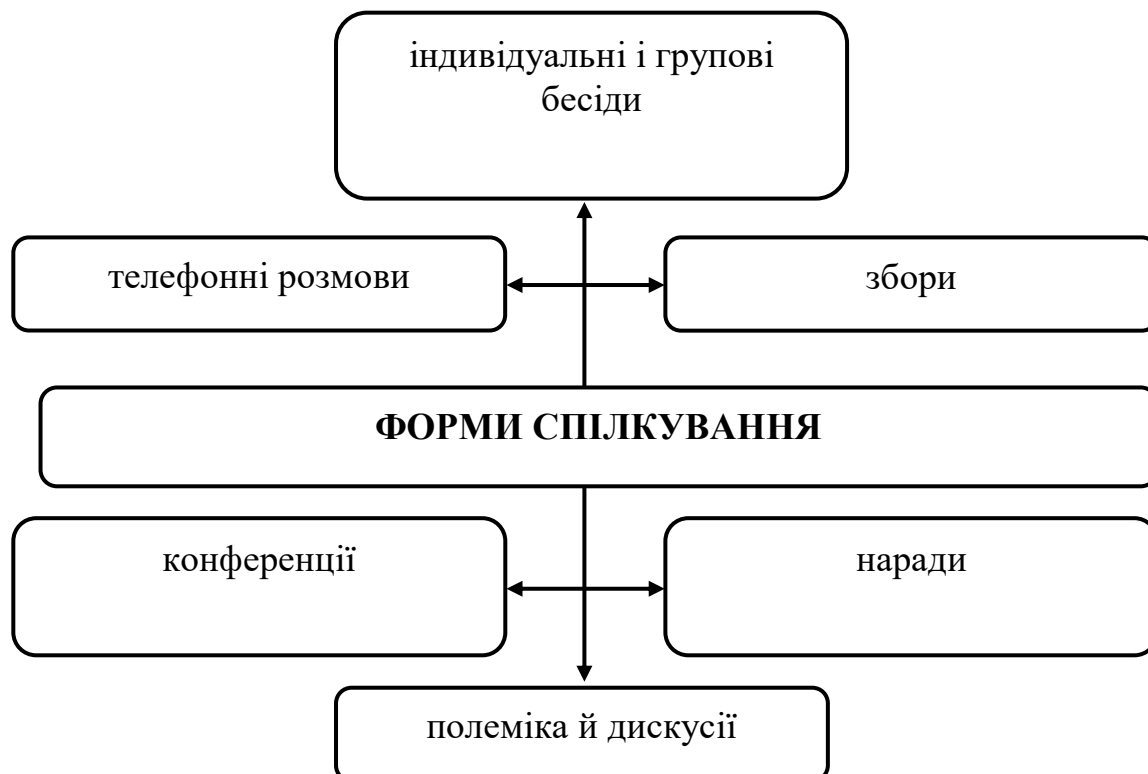 індивідуальні і групові
бесіди
телефонні розмови
збори
ФОРМИ СПІЛКУВАННЯ
конференції
наради
полеміка й дискусії